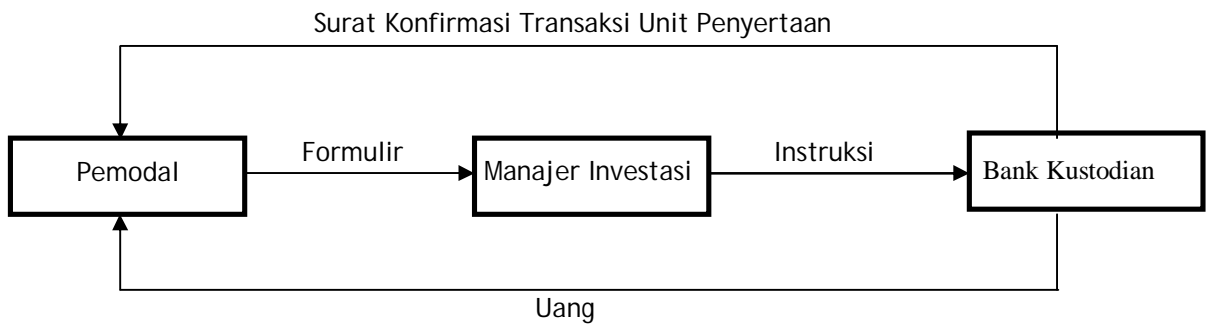 Surat Konfirmasi Transaksi Unit Penyertaan
Pemodal
Formulir
Manajer Investasi
Instruksi
Bank Kustodian
Uang